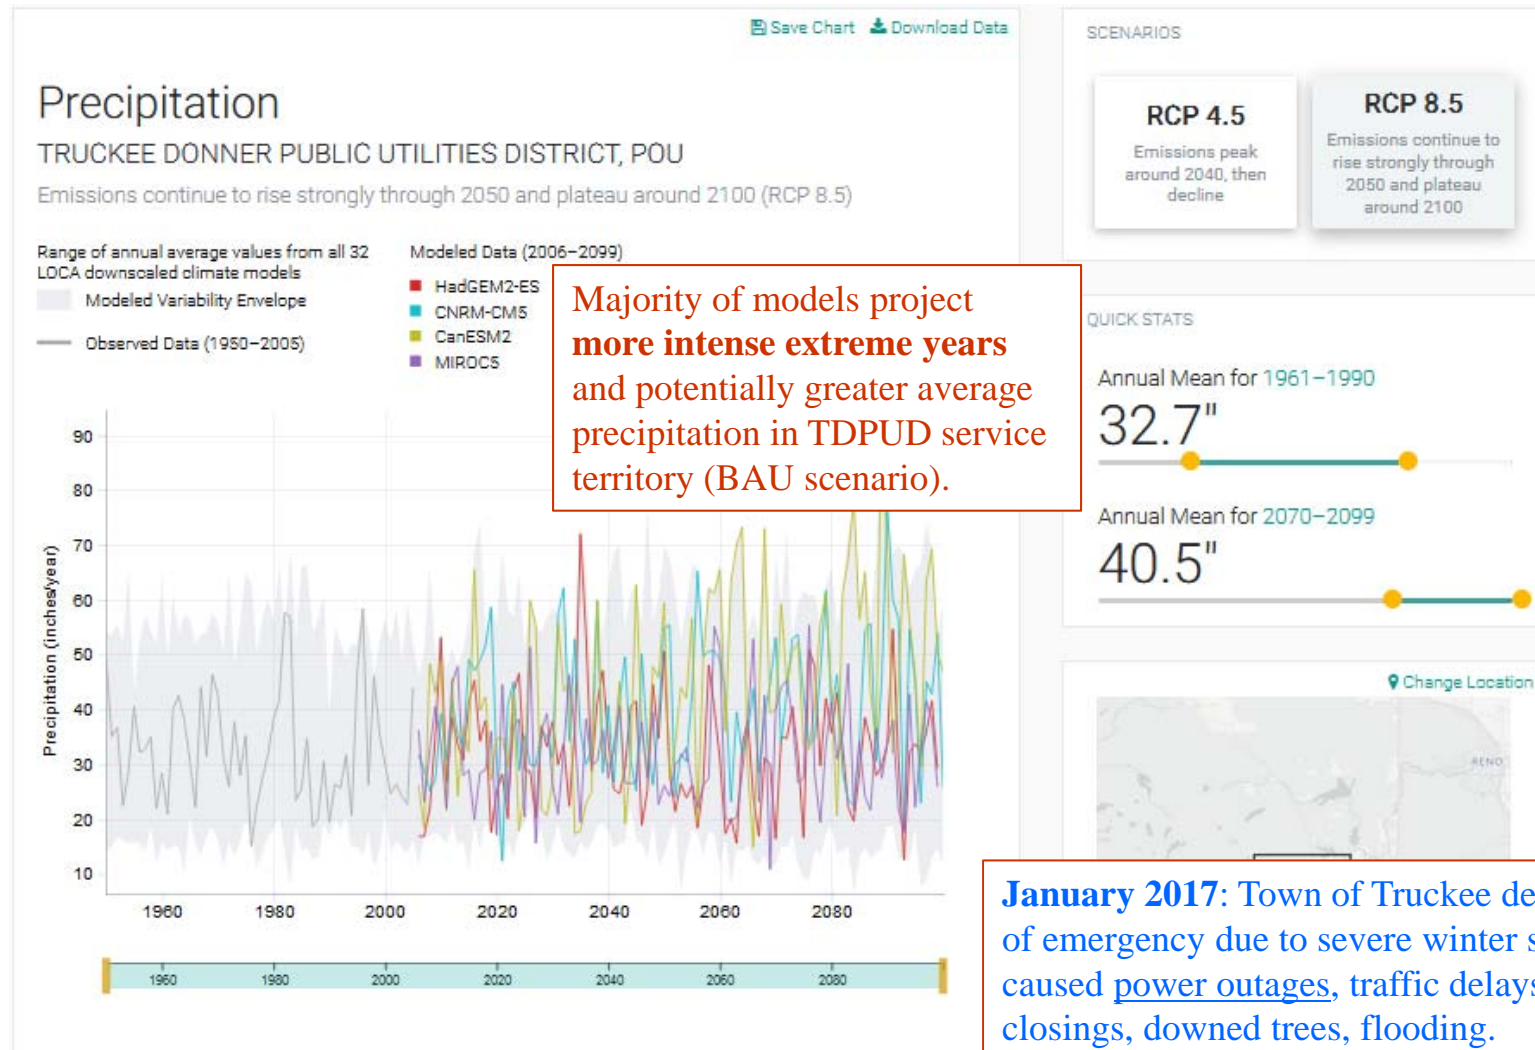 Save Chart Download Data
Precipitation
TRUCKEE DONNER PUBLIC UTILITIES DISTRICT, POU
Emissions continue to rise strongly through 2050 and plateau around 2100 (RCP 8.5)
Range of annual average values from all 32
LOCA downscaled climate models
Modeled Variability Envelope
Observed Data (1950–2005)
Modeled Data (2006–2099)
HadGEM2-ES
CNRM-CM5
CanESM2
MIROC5
Majority of models project
more intense extreme years
and potentially greater average
precipitation in TDPUD service
territory (BAU scenario).
Precipitation (inches/year)
90
80
70
60
50
40
30
20
10
1960 1980 2000 2020 2040 2060 2080
1960 1980 2000 2020 2040 2060 2080
SCENARIOS
RCP 4.5
Emissions peak
around 2040, then
decline
RCP 8.5
Emissions continue to
rise strongly through
2050 and plateau
around 2100
QUICK STATS
Annual Mean for 1961–1990
32.7"
Annual Mean for 2070–2099
40.5"
Change Location
RENO
January 2017: Town of Truckee de
of emergency due to severe winter s
caused power outages, traffic delays
closings, downed trees, flooding.